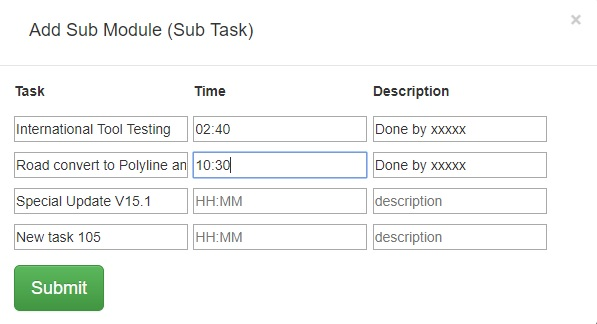 Add Sub Module (Sub Task)
×
Task Time Description
International Tool Testing 02:40 Done by xxxxx
Road convert to Polyline an 10:30 Done by xxxxx
Special Update V15.1 HH:MM description
New task 105 HH:MM description
Submit